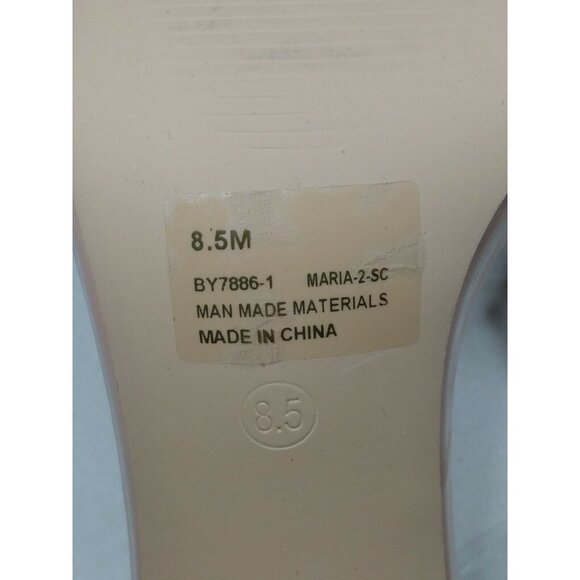 8.5M
BY7886-1 MARIA-2-SC
MAN MADE MATERIALS
MADE IN CHINA
8.5